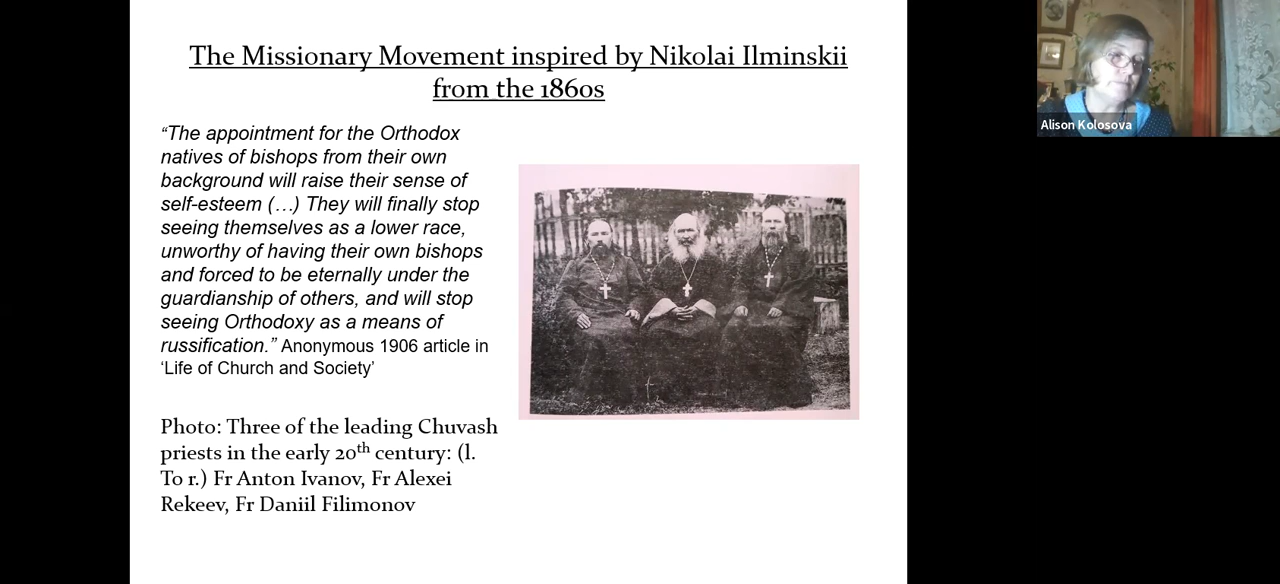 The Missionary Movement inspired by Nikolai Ilminskii
from the 1860s
“The appointment for the Orthodox
natives of bishops from their own
background will raise their sense of
self-esteem (…) They will finally stop
seeing themselves as a lower race,
unworthy of having their own bishops
and forced to be eternally under the
guardianship of others, and will stop
seeing Orthodoxy as a means of
russification.” Anonymous 1906 article in
‘Life of Church and Society’
Photo: Three of the leading Chuvash
priests in the early 20th century: (l.
To r.) Fr Anton Ivanov, Fr Alexei
Rekeev, Fr Daniil Filimonov
Alison Kolosova